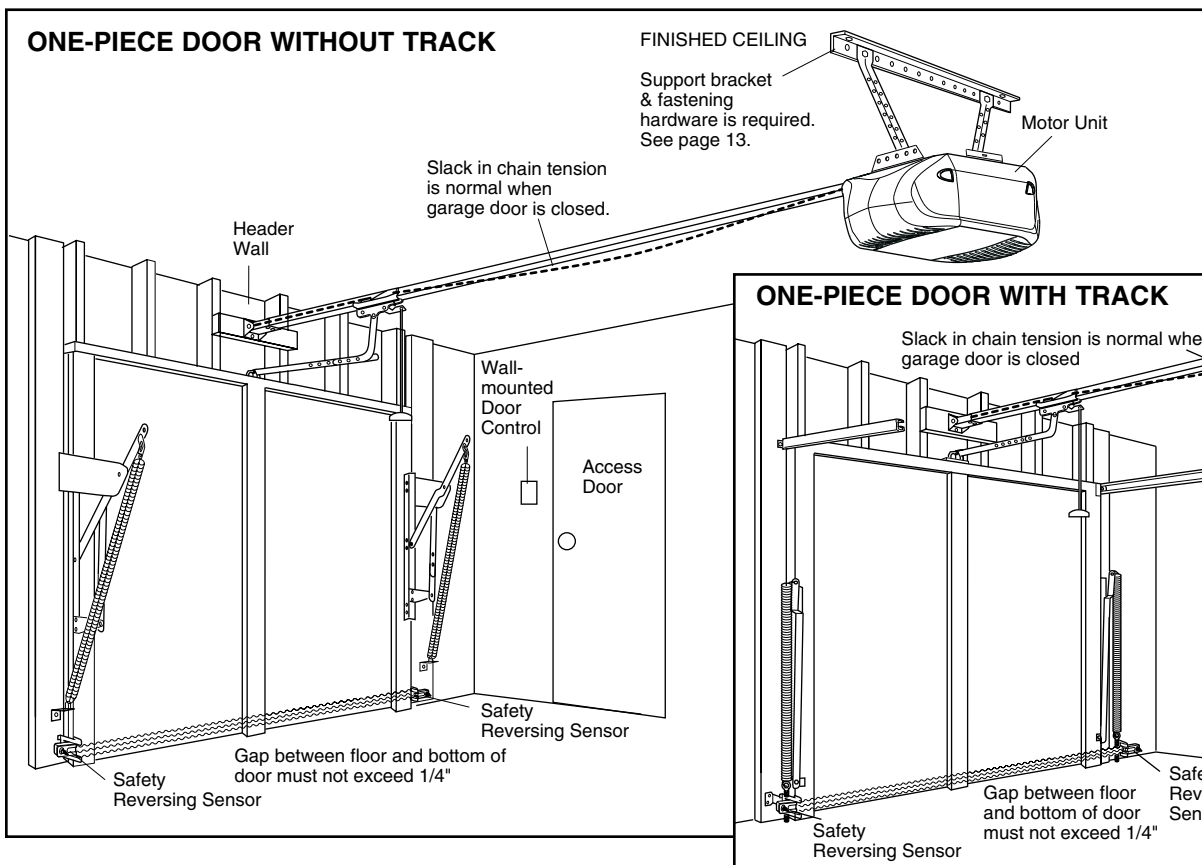 ONE-PIECE DOOR WITHOUT TRACK
FINISHED CEILING
Support bracket
& fastening
hardware is required.
See page 13.
Motor Unit
Slack in chain tension
is normal when
garage door is closed.
Header
Wall
Wall-
mounted
Door
Control
Access
Door
Safety
Reversing Sensor
Gap between floor and bottom of
door must not exceed 1/4"
Safety
Reversing Sensor
ONE-PIECE DOOR WITH TRACK
Slack in chain tension is normal whe
garage door is closed
Gap between floor
and bottom of door
must not exceed 1/4"
Safe
Rev
Sen
Safety
Reversing Sensor